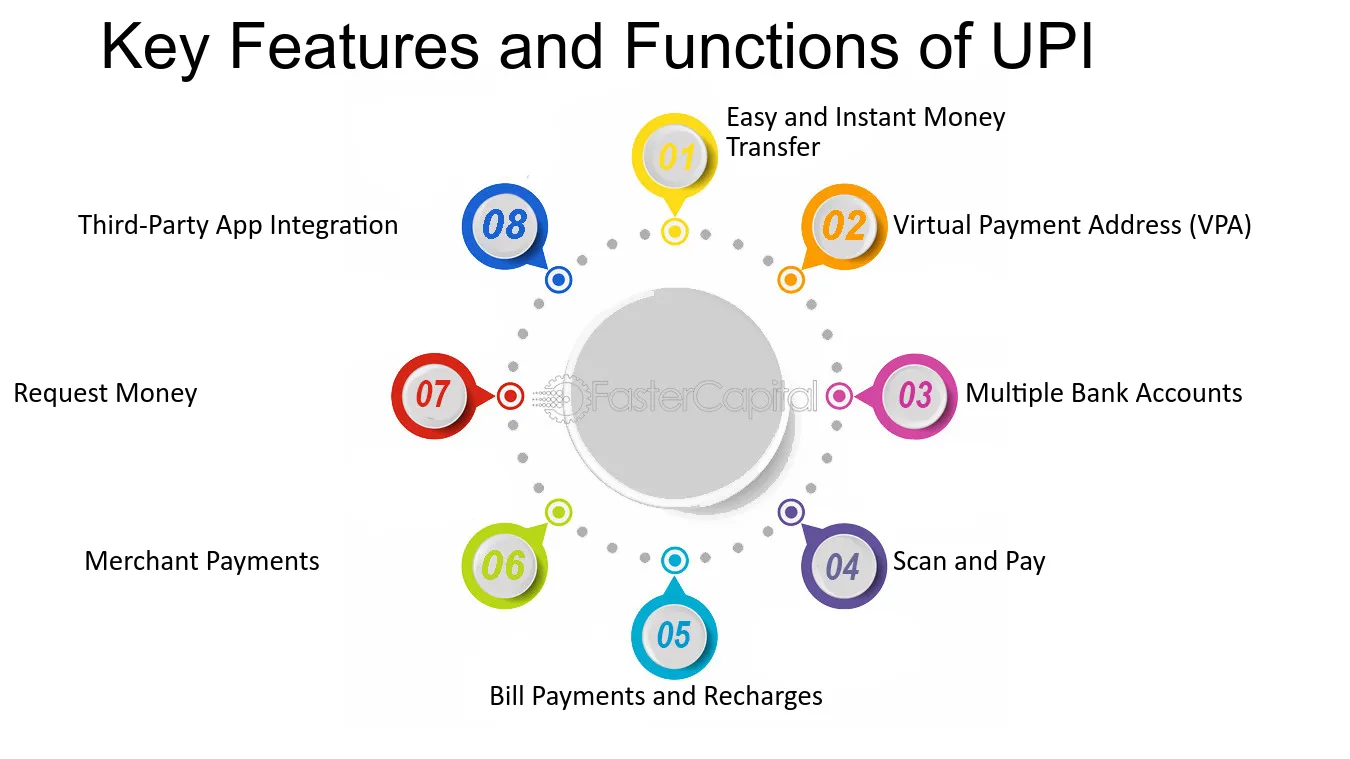 Key Features and Functions of UPI
01
Easy and Instant Money
Transfer
02
Virtual Payment Address (VPA)
03
Multiple Bank Accounts
04
Scan and Pay
05
Bill Payments and Recharges
06
Merchant Payments
07
Request Money
08
Third-Party App Integration
FasterCapital